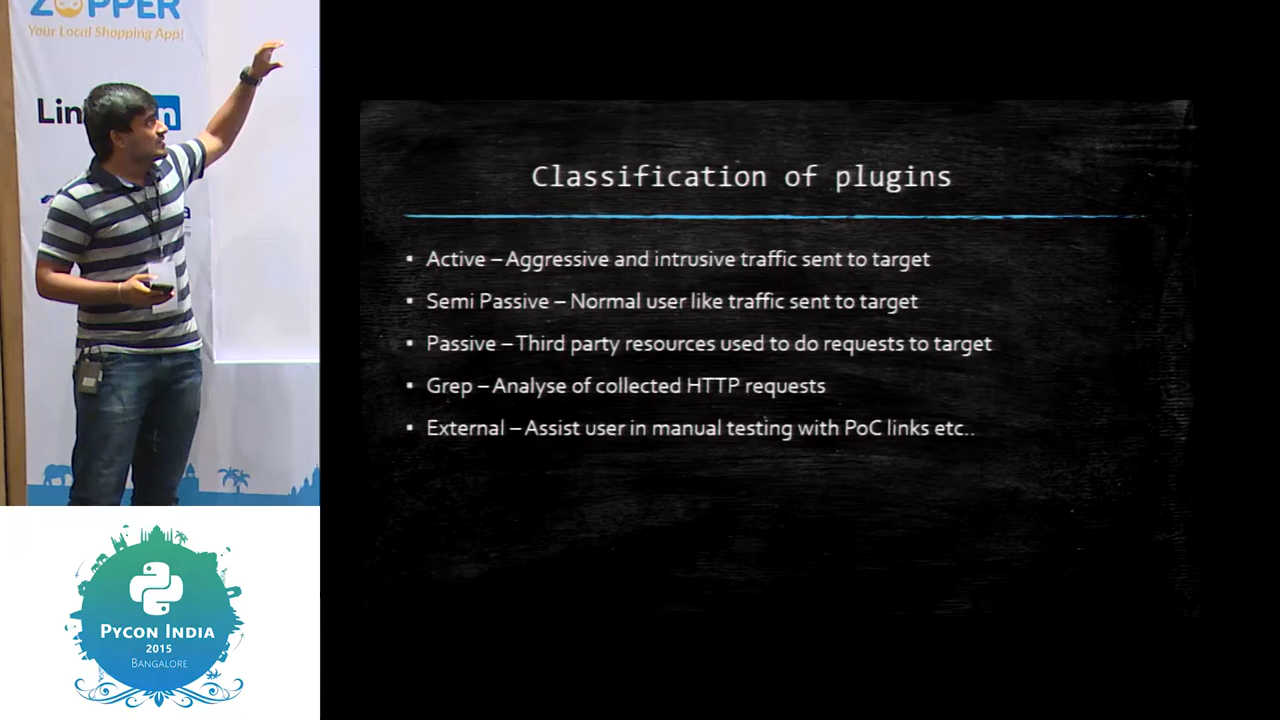 ZOPPER
Your Local Shopping App!
Lin
n
a
Classification of plugins
▪ Active – Aggressive and intrusive traffic sent to target
▪ Semi Passive – Normal user like traffic sent to target
▪ Passive – Third party resources used to do requests to target
▪ Grep – Analyse of collected HTTP requests
▪ External – Assist user in manual testing with PoC links etc..
PYCON INDIA
2015
BANGALORE